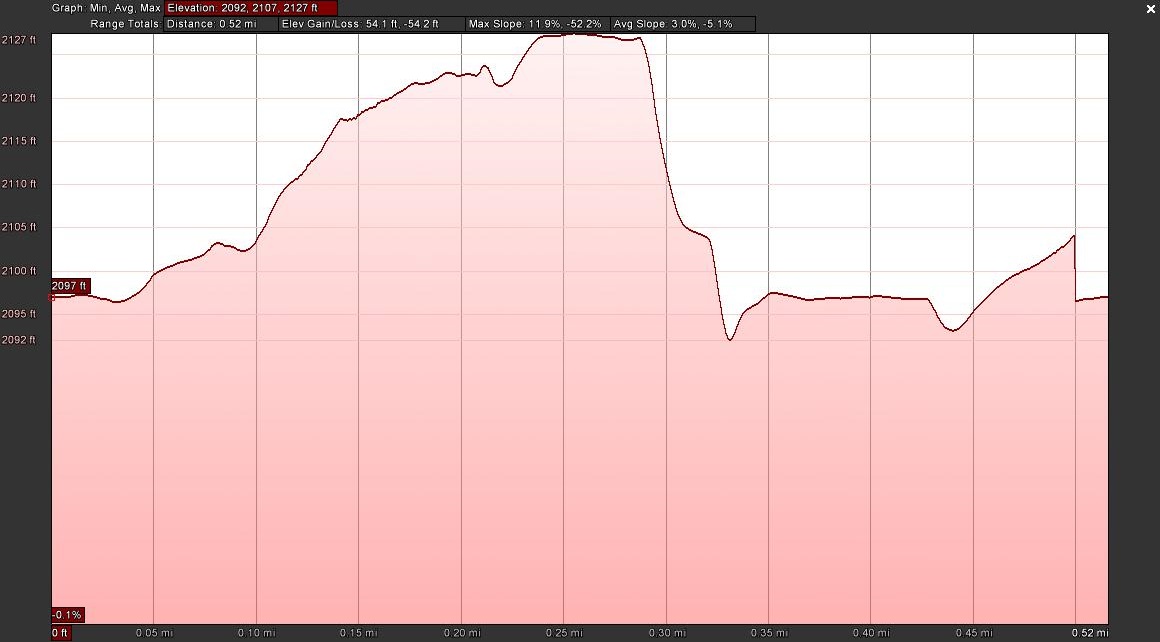 Graph: Min, Avg, Max Elevation: 2092, 2107, 2127 ft
Range Totals: Distance: 0.52 mi Elev Gain/Loss: 54.1 ft, -54.2 ft Max Slope: 11.9%, -52.2% Avg Slope: 3.0%, -5.1%
2127 ft
2120 ft
2115 ft
2110 ft
2105 ft
2100 ft
2097 ft
2095 ft
2092 ft
-0.1%
0 ft 0.05 mi 0.10 mi 0.15 mi 0.20 mi 0.25 mi 0.30 mi 0.35 mi 0.40 mi 0.45 mi 0.52 mi